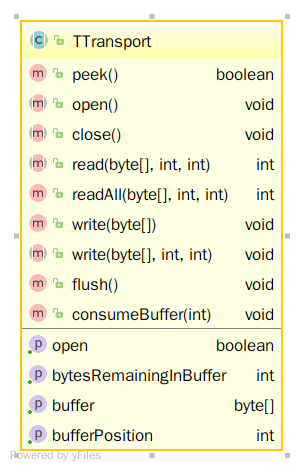 C TTransport
m peek() boolean
m open() void
m close() void
m read(byte[], int, int) int
m readAll(byte[], int, int) int
m write(byte[]) void
m write(byte[], int, int) void
m flush() void
m consumeBuffer(int) void
p open boolean
p bytesRemainingInBuffer int
p buffer byte[]
p bufferPosition int
Powered by yFiles